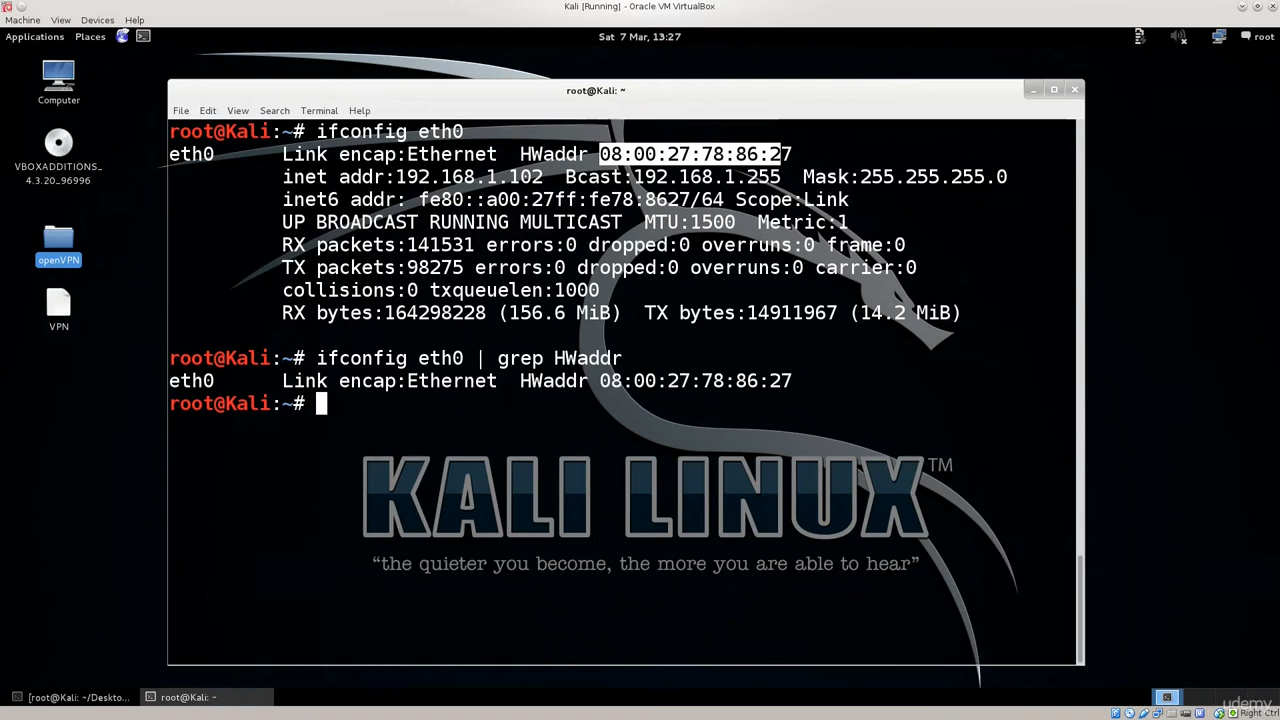 Kali [Running] - Oracle VM VirtualBox
Machine View Devices Help
Applications Places Sat 7 Mar, 13:27 root
Computer
VBOXADDITIONS_
4.3.20_96996
openVPN
VPN
root@Kali: ~
File Edit View Search Terminal Help
root@Kali:~# ifconfig eth0
eth0 Link encap:Ethernet HWaddr 08:00:27:78:86:27
inet addr:192.168.1.102 Bcast:192.168.1.255 Mask:255.255.255.0
inet6 addr: fe80::a00:27ff:fe78:8627/64 Scope:Link
UP BROADCAST RUNNING MULTICAST MTU:1500 Metric:1
RX packets:141531 errors:0 dropped:0 overruns:0 frame:0
TX packets:98275 errors:0 dropped:0 overruns:0 carrier:0
collisions:0 txqueuelen:1000
RX bytes:164298228 (156.6 MiB) TX bytes:14911967 (14.2 MiB)
root@Kali:~# ifconfig eth0 | grep HWaddr
eth0 Link encap:Ethernet HWaddr 08:00:27:78:86:27
root@Kali:~#
KALI LINUX™
“the quieter you become, the more you are able to hear”
[root@Kali: ~/Deskto... root@Kali: ~
udemy
Right Ctrl